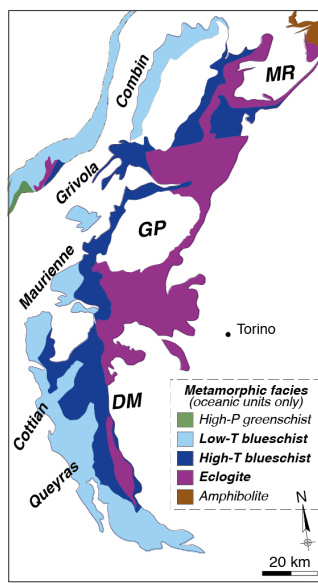 MR
Combin
Grivola
GP
Maurienne
Torino
DM
Cottian
Queyras
Metamorphic facies
(oceanic units only)
High-P greenschist
Low-T blueschist
High-T blueschist
Eclogite
Amphibolite
N
20 km